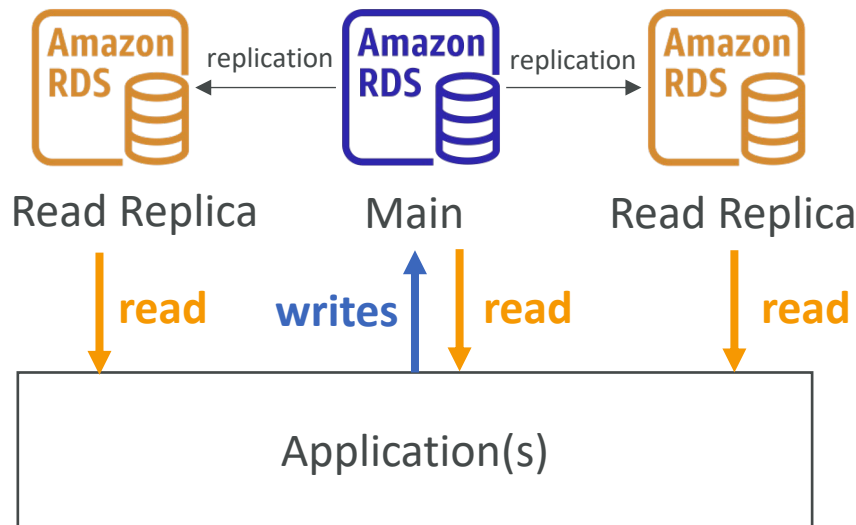 Amazon
RDS
replication
Amazon
RDS
replication
Amazon
RDS
Read Replica
Main
Read Replica
read
writes
read
read
Application(s)